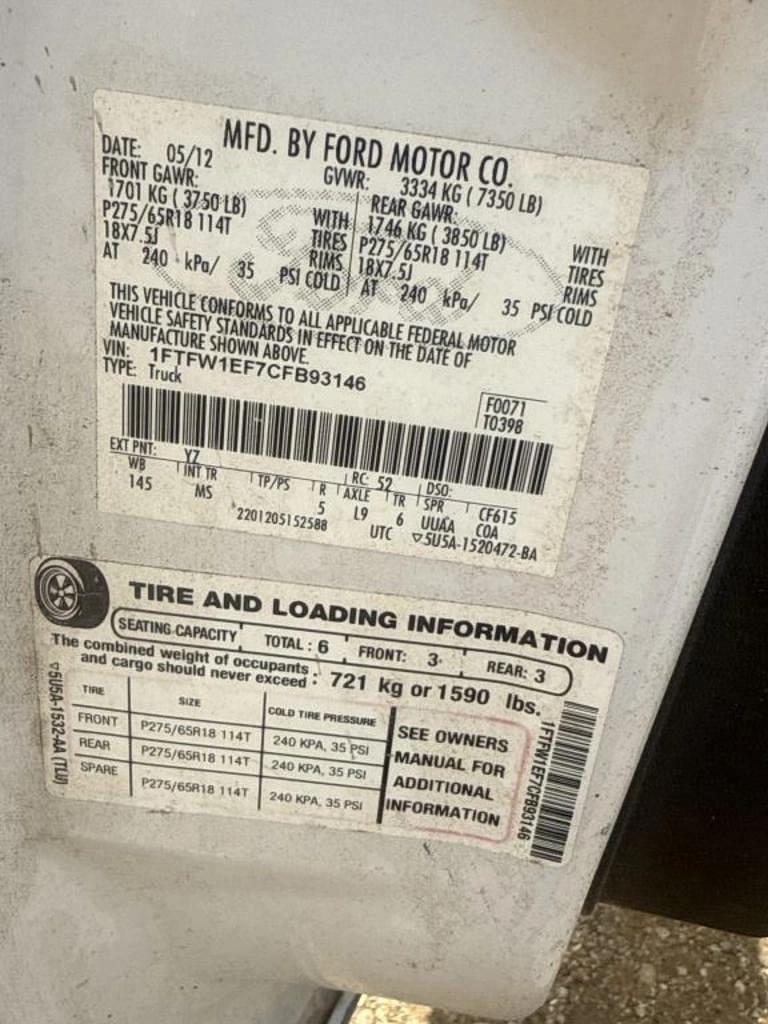 MFD. BY FORD MOTOR CO.
DATE: 05/12 GVWR: 3334 KG ( 7350 LB)
FRONT GAWR: REAR GAWR:
1701 KG ( 3750 LB) WITH 1746 KG ( 3850 LB) WITH
P275/65R18 114T TIRES P275/65R18 114T TIRES
18X7.5J RIMS 18X7.5J RIMS
AT 240 kPa/ 35 PSI COLD AT 240 kPa/ 35 PSI COLD
THIS VEHICLE CONFORMS TO ALL APPLICABLE FEDERAL MOTOR
VEHICLE SAFETY STANDARDS IN EFFECT ON THE DATE OF
MANUFACTURE SHOWN ABOVE.
VIN: 1FTFW1EF7CFB93146
TYPE: Truck
F0071
T0398
EXT PNT: YZ RC: 52 DSO:
WB INT TR TP/PS R AXLE TR SPR CF615
145 MS 5 L9 6 UUAA COA
2201205152588 UTC ▽5U5A-1520472-BA
TIRE AND LOADING INFORMATION
SEATING CAPACITY TOTAL: 6 FRONT: 3 REAR: 3
The combined weight of occupants
and cargo should never exceed : 721 kg or 1590 lbs.
TIRE SIZE COLD TIRE PRESSURE
FRONT P275/65R18 114T 240 KPA, 35 PSI
REAR P275/65R18 114T 240 KPA, 35 PSI
SPARE P275/65R18 114T 240 KPA, 35 PSI
SEE OWNERS
MANUAL FOR
ADDITIONAL
INFORMATION
▽5U5A-1532-AA (TLU)
1FTFW1EF7CFB93146